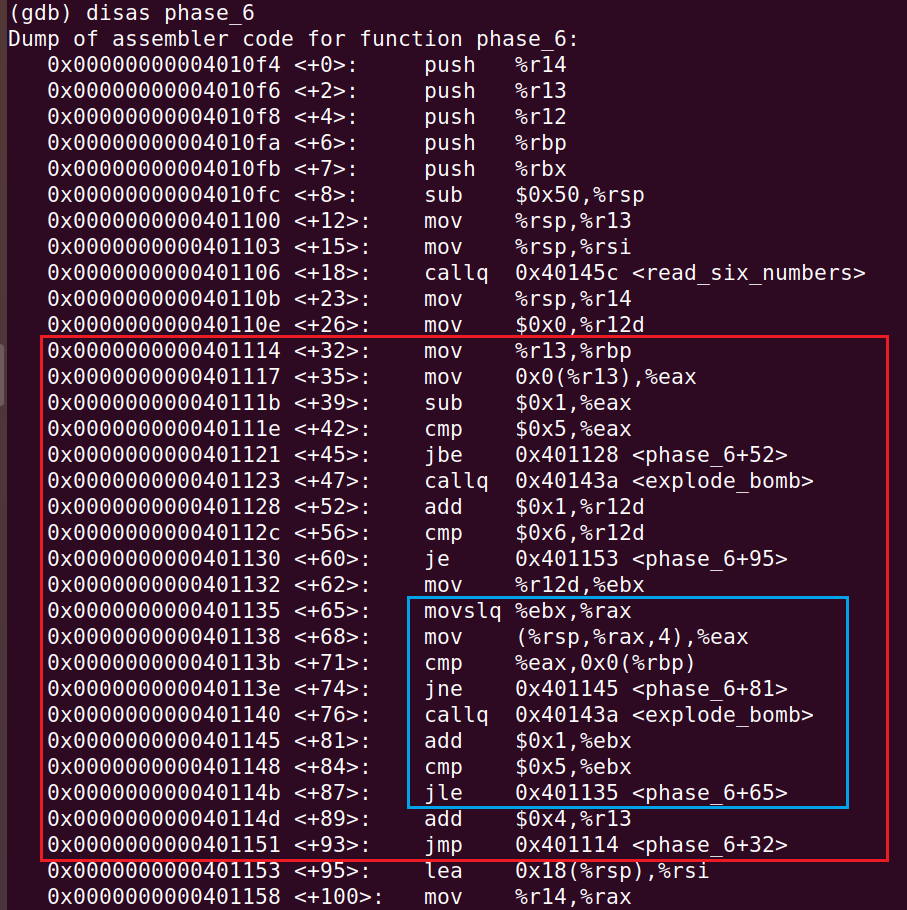 (gdb) disas phase_6
Dump of assembler code for function phase_6:
   0x00000000004010f4 <+0>:     push   %r14
   0x00000000004010f6 <+2>:     push   %r13
   0x00000000004010f8 <+4>:     push   %r12
   0x00000000004010fa <+6>:     push   %rbp
   0x00000000004010fb <+7>:     push   %rbx
   0x00000000004010fc <+8>:     sub    $0x50,%rsp
   0x0000000000401100 <+12>:    mov    %rsp,%r13
   0x0000000000401103 <+15>:    mov    %rsp,%rsi
   0x0000000000401106 <+18>:    callq  0x40145c <read_six_numbers>
   0x000000000040110b <+23>:    mov    %rsp,%r14
   0x000000000040110e <+26>:    mov    $0x0,%r12d
   0x0000000000401114 <+32>:    mov    %r13,%rbp
   0x0000000000401117 <+35>:    mov    0x0(%r13),%eax
   0x000000000040111b <+39>:    sub    $0x1,%eax
   0x000000000040111e <+42>:    cmp    $0x5,%eax
   0x0000000000401121 <+45>:    jbe    0x401128 <phase_6+52>
   0x0000000000401123 <+47>:    callq  0x40143a <explode_bomb>
   0x0000000000401128 <+52>:    add    $0x1,%r12d
   0x000000000040112c <+56>:    cmp    $0x6,%r12d
   0x0000000000401130 <+60>:    je     0x401153 <phase_6+95>
   0x0000000000401132 <+62>:    mov    %r12d,%ebx
   0x0000000000401135 <+65>:    movslq %ebx,%rax
   0x0000000000401138 <+68>:    mov    (%rsp,%rax,4),%eax
   0x000000000040113b <+71>:    cmp    %eax,0x0(%rbp)
   0x000000000040113e <+74>:    jne    0x401145 <phase_6+81>
   0x0000000000401140 <+76>:    callq  0x40143a <explode_bomb>
   0x0000000000401145 <+81>:    add    $0x1,%ebx
   0x0000000000401148 <+84>:    cmp    $0x5,%ebx
   0x000000000040114b <+87>:    jle    0x401135 <phase_6+65>
   0x000000000040114d <+89>:    add    $0x4,%r13
   0x0000000000401151 <+93>:    jmp    0x401114 <phase_6+32>
   0x0000000000401153 <+95>:    lea    0x18(%rsp),%rsi
   0x0000000000401158 <+100>:   mov    %r14,%rax